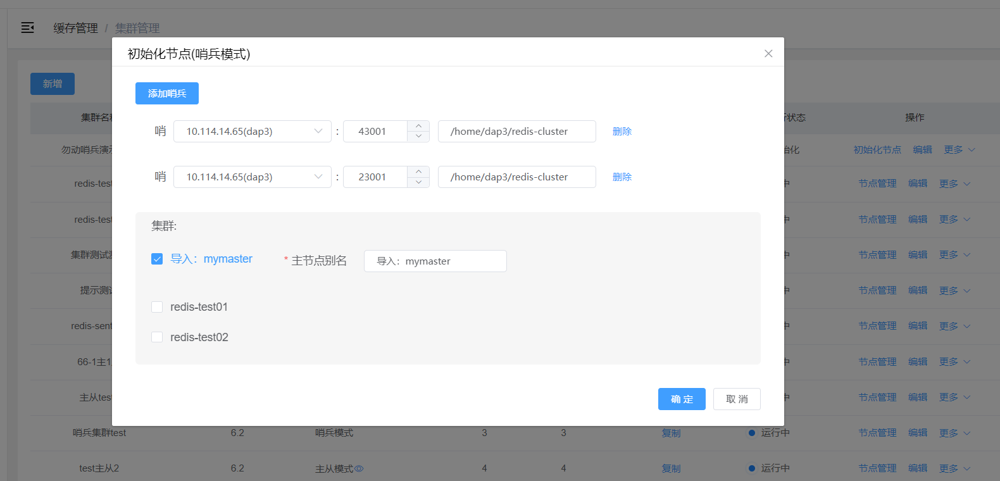 缓存管理 / 集群管理
初始化节点(哨兵模式)
新增
添加哨兵
集群名称
行状态
操作
哨 10.114.14.65(dap3) : 43001 /home/dap3/redis-cluster 删除
勿动哨兵演示
始化
初始化节点 编辑 更多
哨 10.114.14.65(dap3) : 23001 /home/dap3/redis-cluster 删除
redis-test
中
节点管理 编辑 更多
集群:
redis-test
中
节点管理 编辑 更多
导入：mymaster * 主节点别名 导入：mymaster
集群测试
中
节点管理 编辑 更多
提示测试
中
节点管理 编辑 更多
redis-test01
redis-sent
中
节点管理 编辑 更多
redis-test02
66-1主1
中
节点管理 编辑 更多
主从test
中
节点管理 编辑 更多
确 定 取 消
哨兵集群test 6.2 哨兵模式 3 3 复制 运行中 节点管理 编辑 更多
test主从2 6.2 主从模式 4 4 复制 运行中 节点管理 编辑 更多